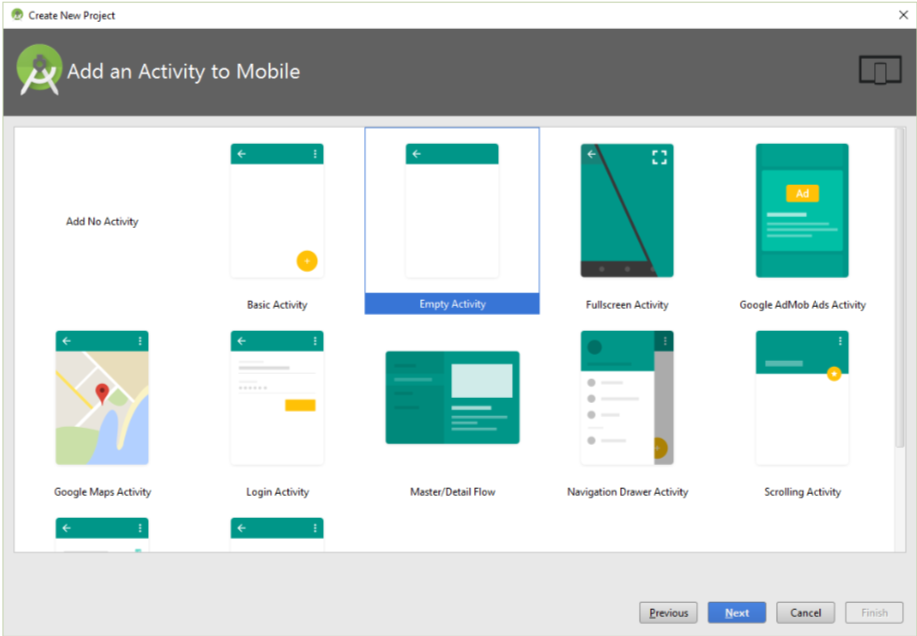 Create New Project
Add an Activity to Mobile
Add No Activity
Basic Activity
Empty Activity
Fullscreen Activity
Ad
Google AdMob Ads Activity
Google Maps Activity
Login Activity
Master/Detail Flow
Navigation Drawer Activity
Scrolling Activity
Previous
Next
Cancel
Finish